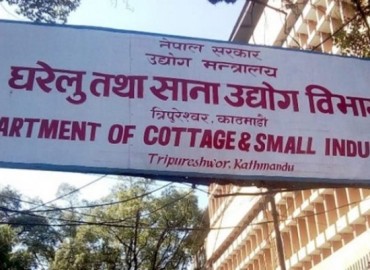 नेपाल सरकार
उद्योग मन्त्रालय
घरेलु तथा साना उद्योग विभा
त्रिपुरेश्वर, काठमाडौ
ARTMENT OF COTTAGE & SMALL INDU
Tripureshwor, Kathmandu